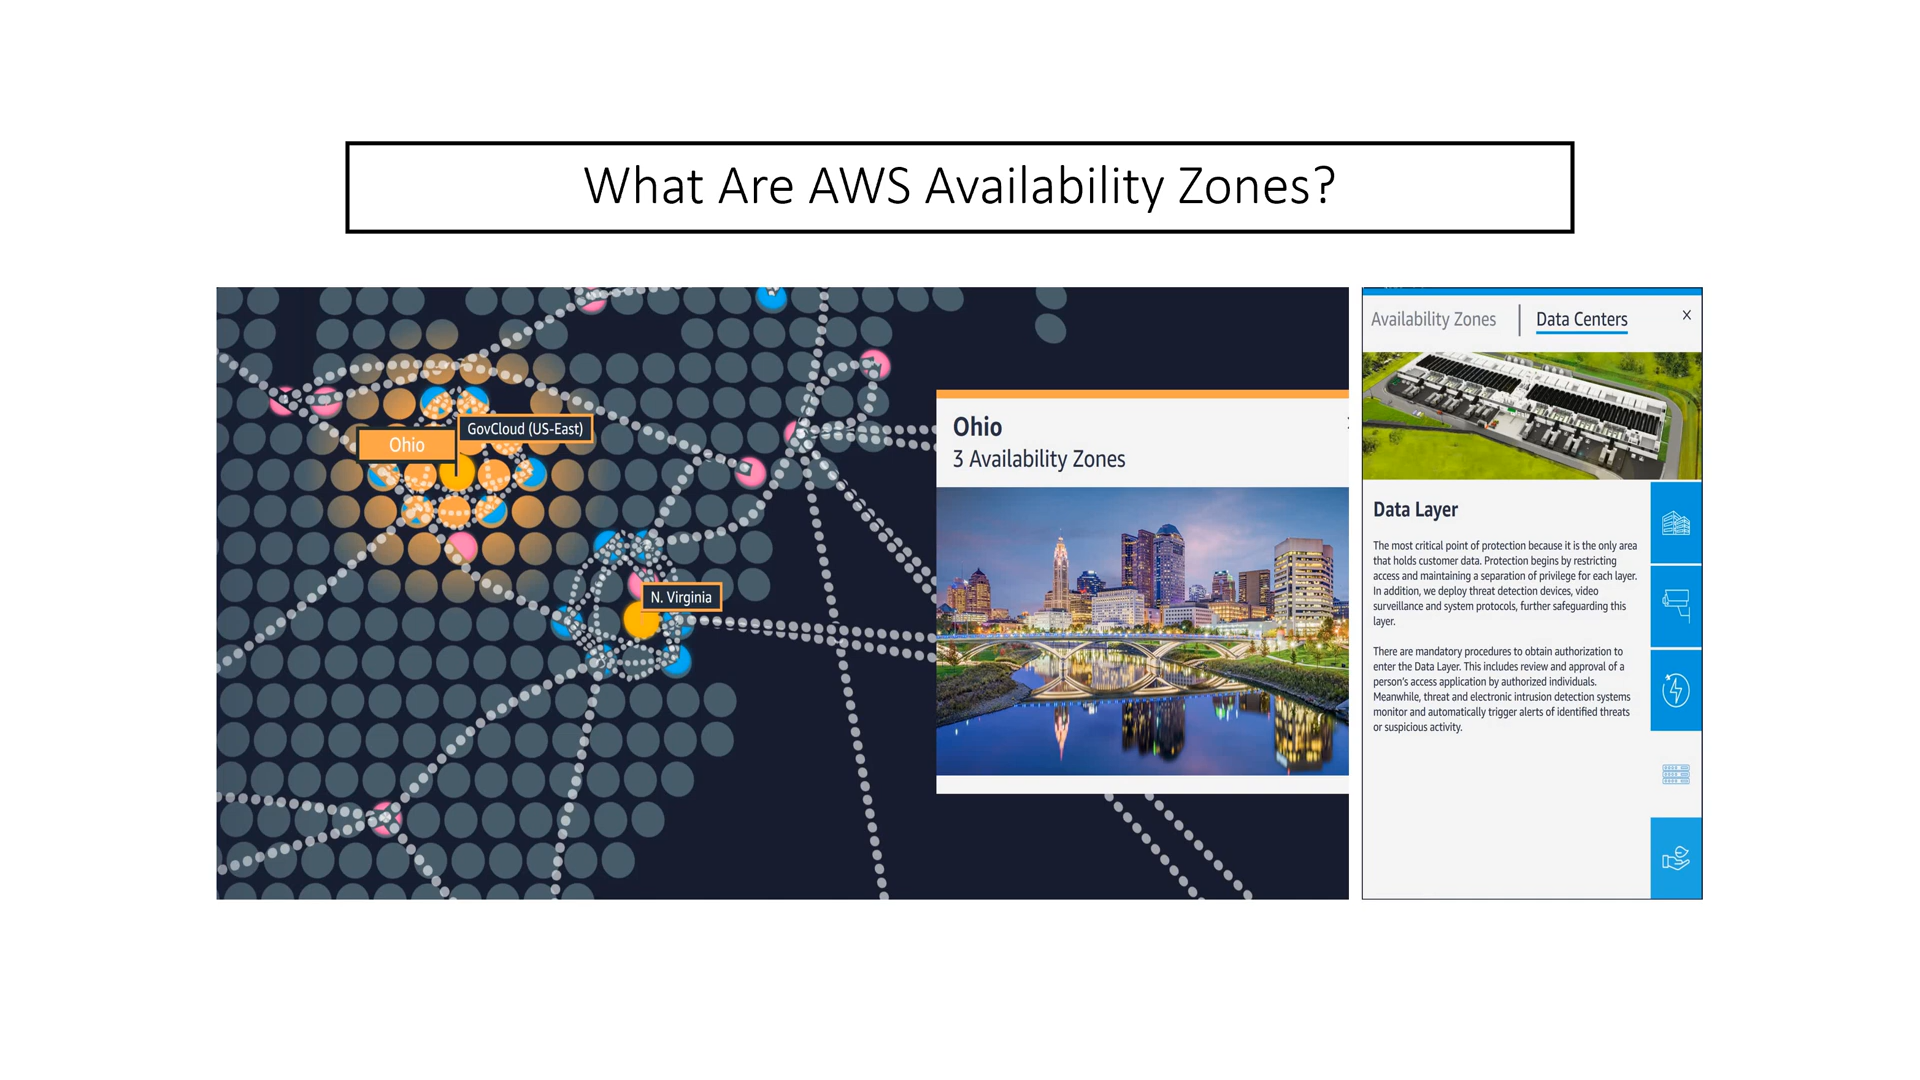 What Are AWS Availability Zones?
Ohio
GovCloud (US-East)
N. Virginia
Ohio
3 Availability Zones
Availability Zones
Data Centers
X
Data Layer
The most critical point of protection because it is the only area
that holds customer data. Protection begins by restricting
access and maintaining a separation of privilege for each layer.
In addition, we deploy threat detection devices, video
surveillance and system protocols, further safeguarding this
layer.
There are mandatory procedures to obtain authorization to
enter the Data Layer. This includes review and approval of a
person's access application by authorized individuals.
Meanwhile, threat and electronic intrusion detection systems
monitor and automatically trigger alerts of identified threats
or suspicious activity.